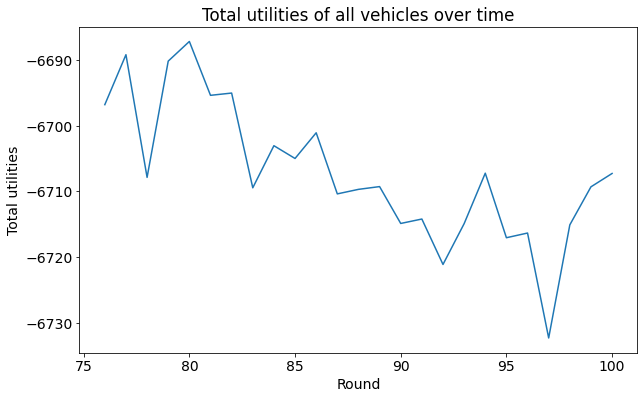 Total utilities of all vehicles over time
Total utilities
−6690
−6700
−6710
−6720
−6730
75 80 85 90 95 100
Round